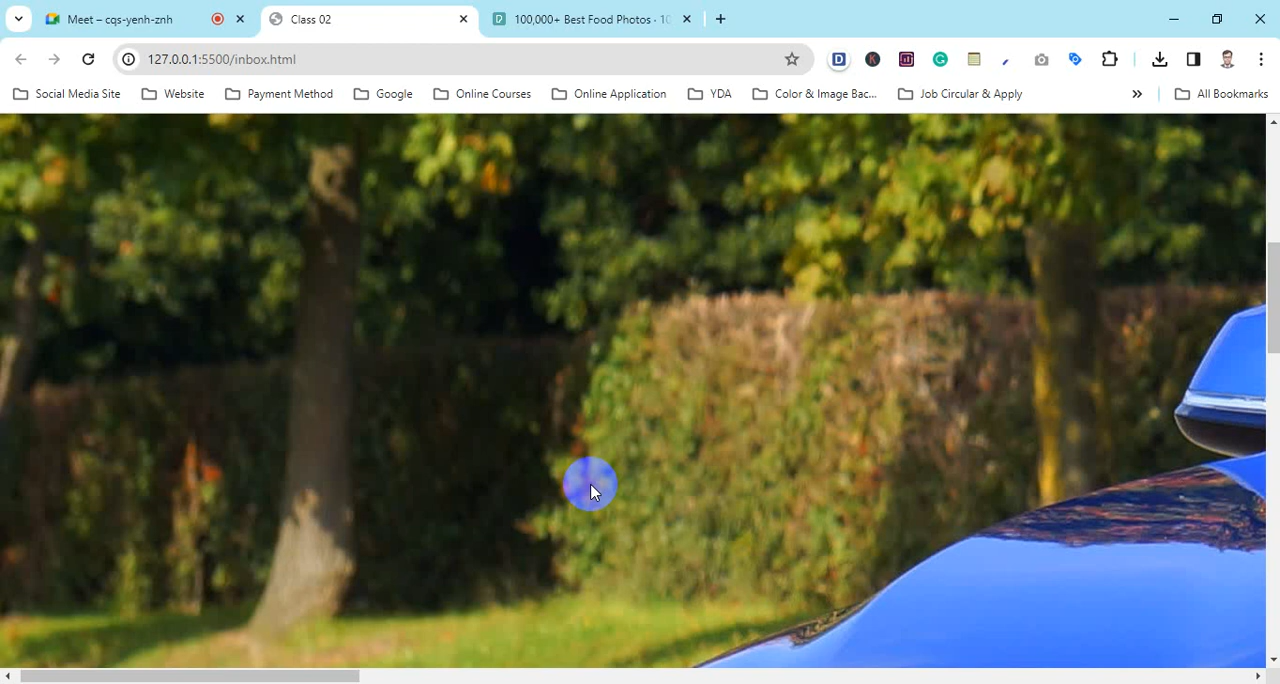 Meet – cqs-yenh-znh
Class 02
100,000+ Best Food Photos · 10
127.0.0.1:5500/inbox.html
Social Media Site
Website
Payment Method
Google
Online Courses
Online Application
YDA
Color & Image Bac...
Job Circular & Apply
»
All Bookmarks